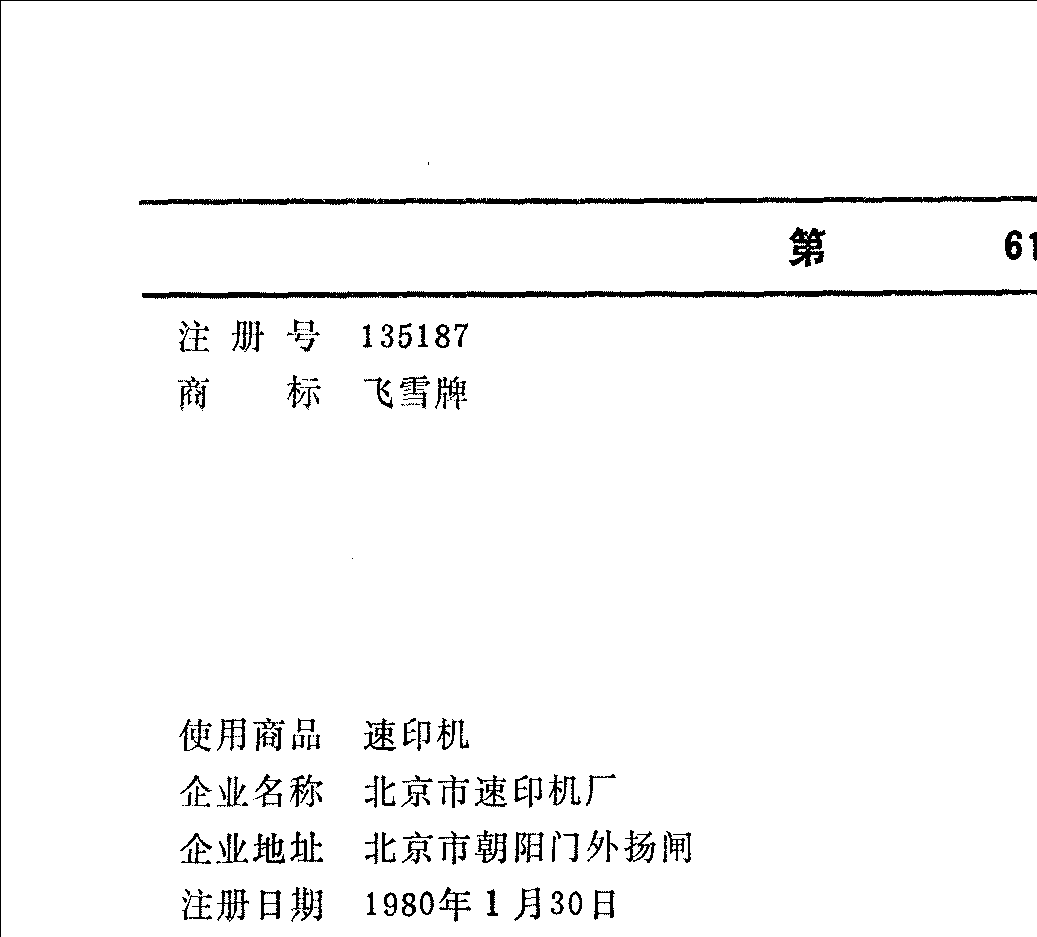 第 61
注册号 135187
商标 飞雪牌
使用商品 速印机
企业名称 北京市速印机厂
企业地址 北京市朝阳门外扬闸
注册日期 1980年1月30日